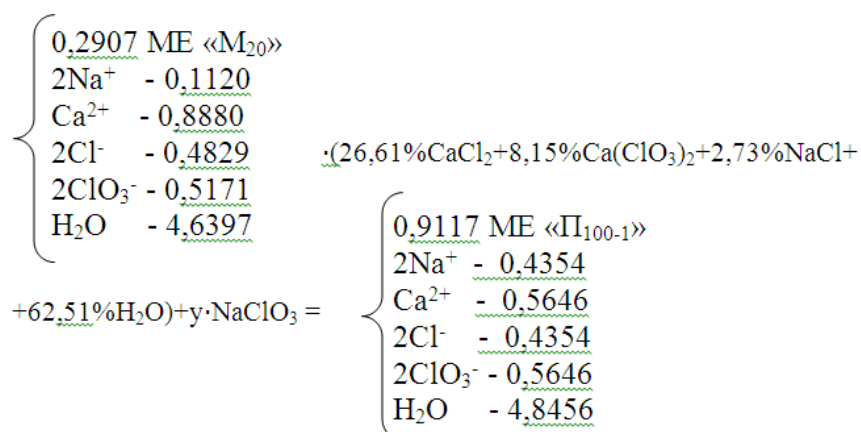 0,2907 МЕ «М₂₀»
2Na⁺ - 0,1120
Ca²⁺ - 0,8880
2Cl⁻ - 0,4829 ·(26,61%CaCl₂+8,15%Ca(ClO₃)₂+2,73%NaCl+
2ClO₃⁻ - 0,5171
H₂O - 4,6397
0,9117 МЕ «П₁₀₀₋₁»
2Na⁺ - 0,4354
Ca²⁺ - 0,5646
+62,51%H₂O)+y·NaClO₃ =
2Cl⁻ - 0,4354
2ClO₃⁻ - 0,5646
H₂O - 4,8456